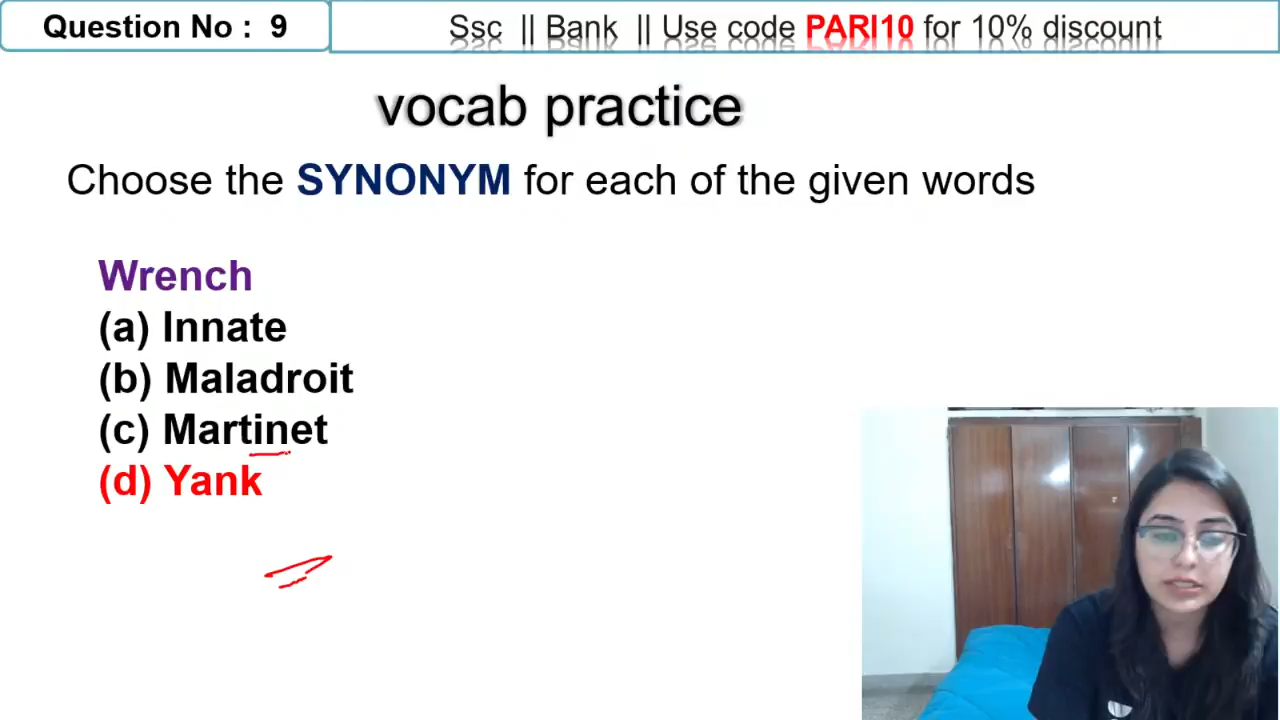 Question No : 9
Ssc || Bank || Use code PARI10 for 10% discount
vocab practice
Choose the SYNONYM for each of the given words
Wrench
(a) Innate
(b) Maladroit
(c) Martinet
(d) Yank